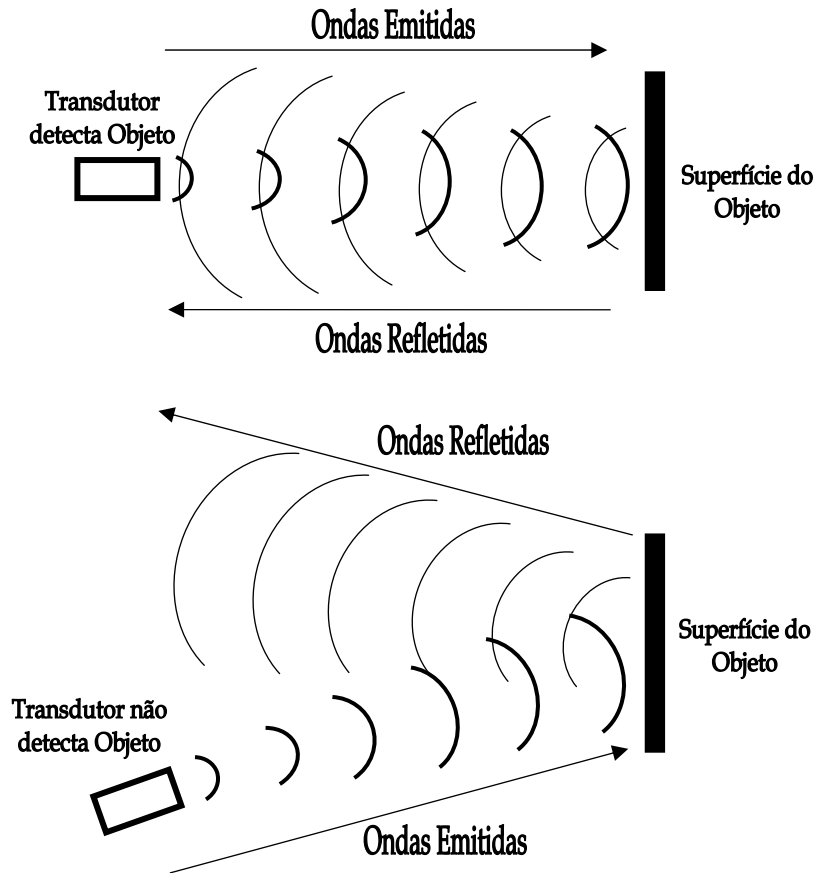 Ondas Emitidas
Transdutor
detecta Objeto
Superfície do
Objeto
Ondas Refletidas
Ondas Refletidas
Superfície do
Objeto
Transdutor não
detecta Objeto
Ondas Emitidas